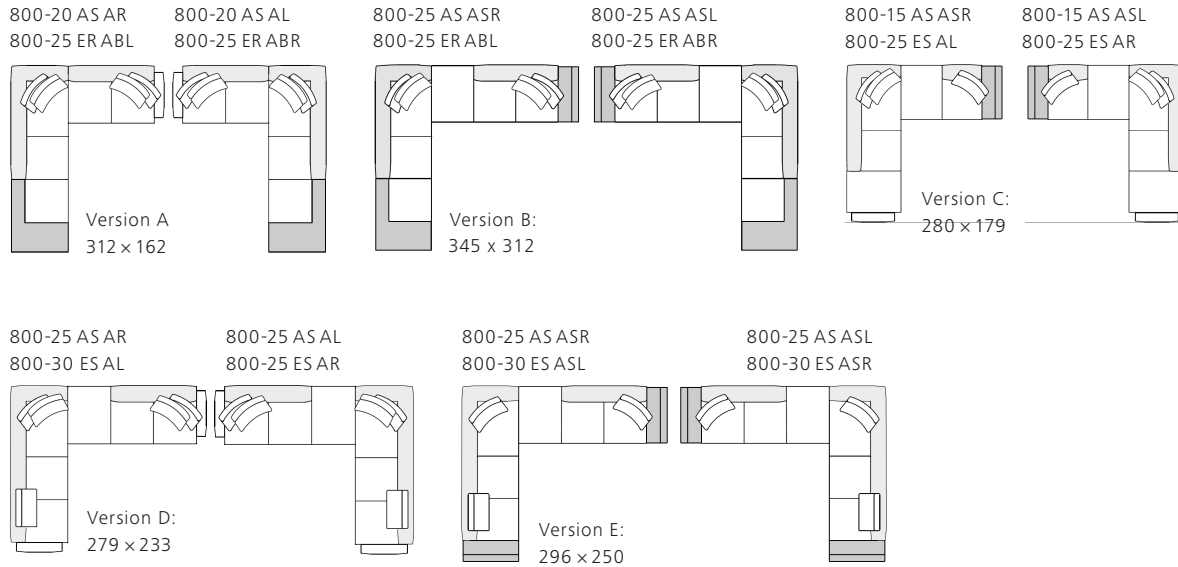 800-20 AS AR
800-25 ER ABL
800-20 AS AL
800-25 ER ABR
800-25 AS ASR
800-25 ER ABL
800-25 AS ASL
800-25 ER ABR
800-15 AS ASR
800-25 ES AL
800-15 AS ASL
800-25 ES AR
Version A
312 × 162
Version B:
345 x 312
Version C:
280 × 179
800-25 AS AR
800-30 ES AL
800-25 AS AL
800-25 ES AR
800-25 AS ASR
800-30 ES ASL
800-25 AS ASL
800-30 ES ASR
Version D:
279 × 233
Version E:
296 × 250